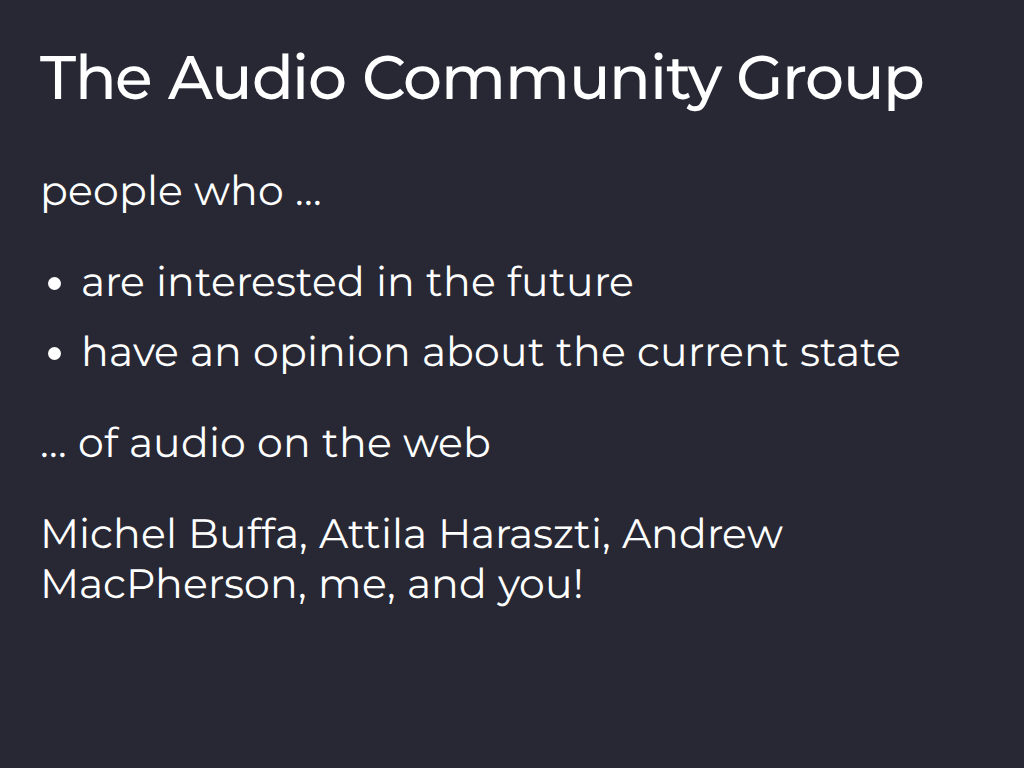 The Audio Community Group
people who ...
• are interested in the future
• have an opinion about the current state
... of audio on the web
Michel Buffa, Attila Haraszti, Andrew
MacPherson, me, and you!